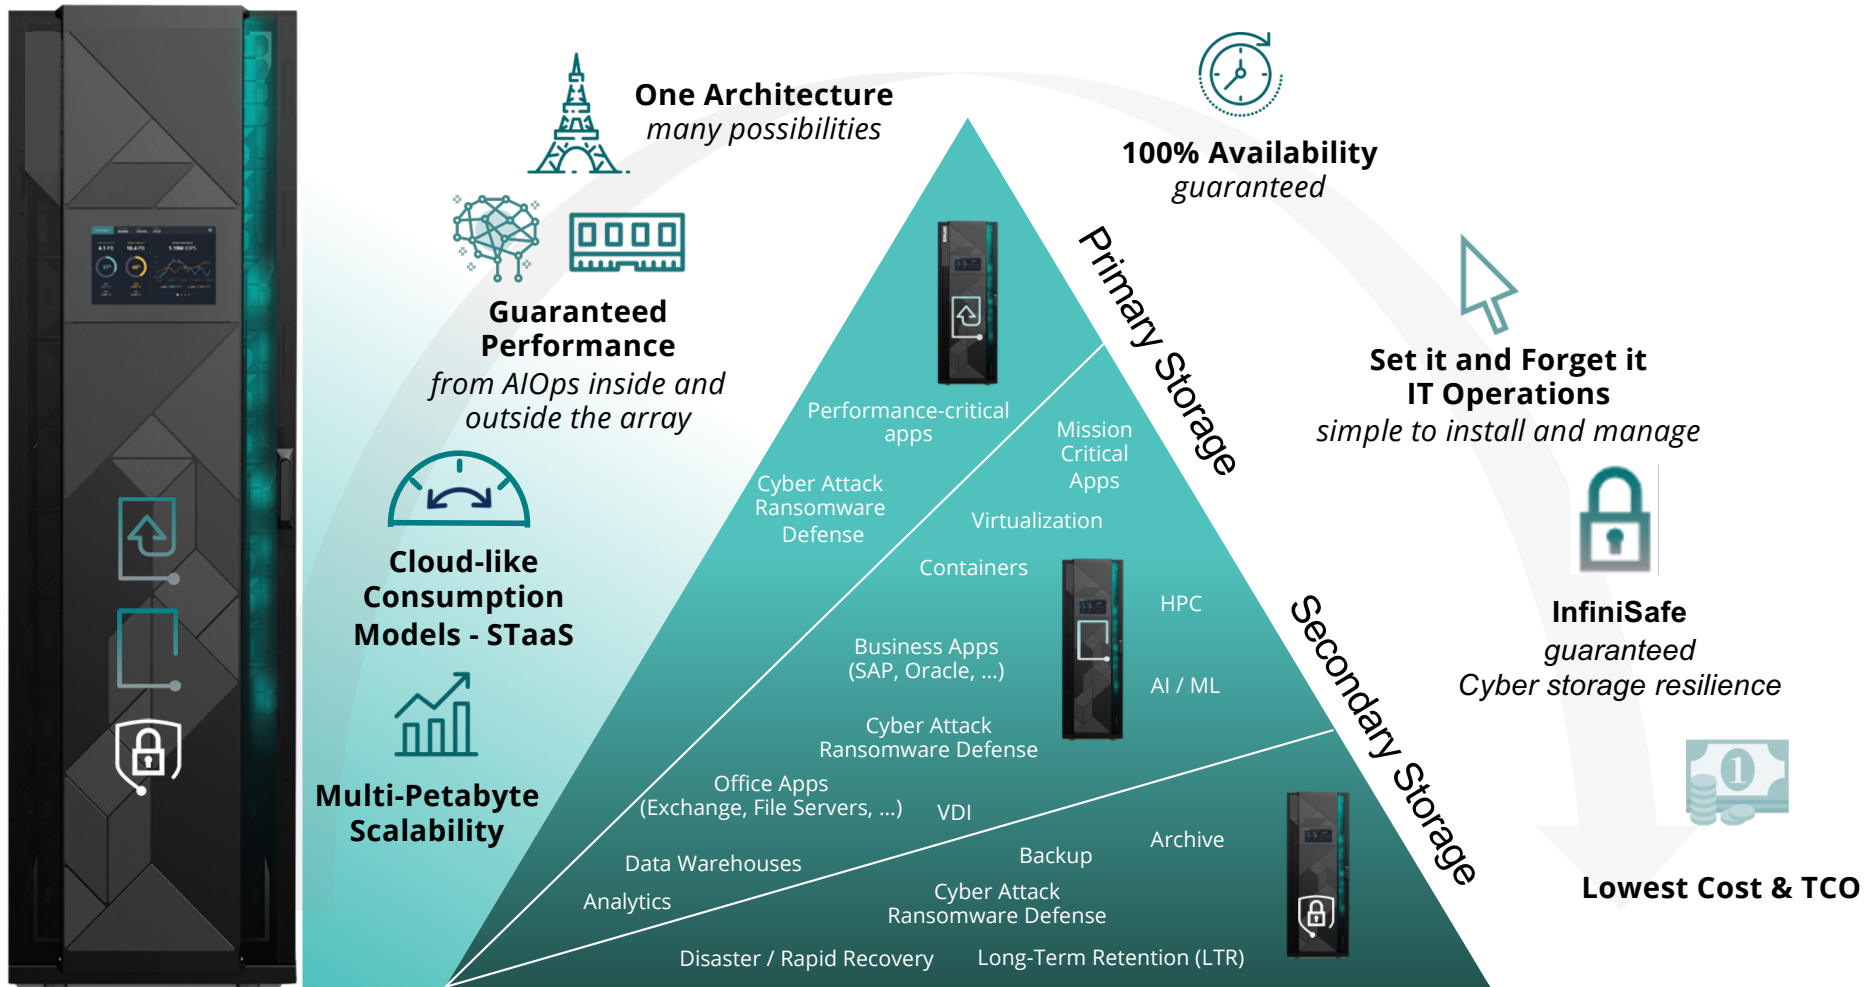 One Architecture
many possibilities
100% Availability
guaranteed
Guaranteed
Performance
from AIOps inside and
outside the array
Set it and Forget it
IT Operations
simple to install and manage
Cloud-like
Consumption
Models - STaaS
InfiniSafe
guaranteed
Cyber storage resilience
Multi-Petabyte
Scalability
1
Lowest Cost & TCO
Primary Storage
Secondary Storage
Performance-critical
apps
Cyber Attack
Ransomware
Defense
Mission
Critical
Apps
Virtualization
Containers
HPC
Business Apps
(SAP, Oracle, ...)
AI / ML
Cyber Attack
Ransomware Defense
Office Apps
(Exchange, File Servers, ...)
VDI
Data Warehouses
Analytics
Archive
Backup
Cyber Attack
Ransomware Defense
Disaster / Rapid Recovery
Long-Term Retention (LTR)